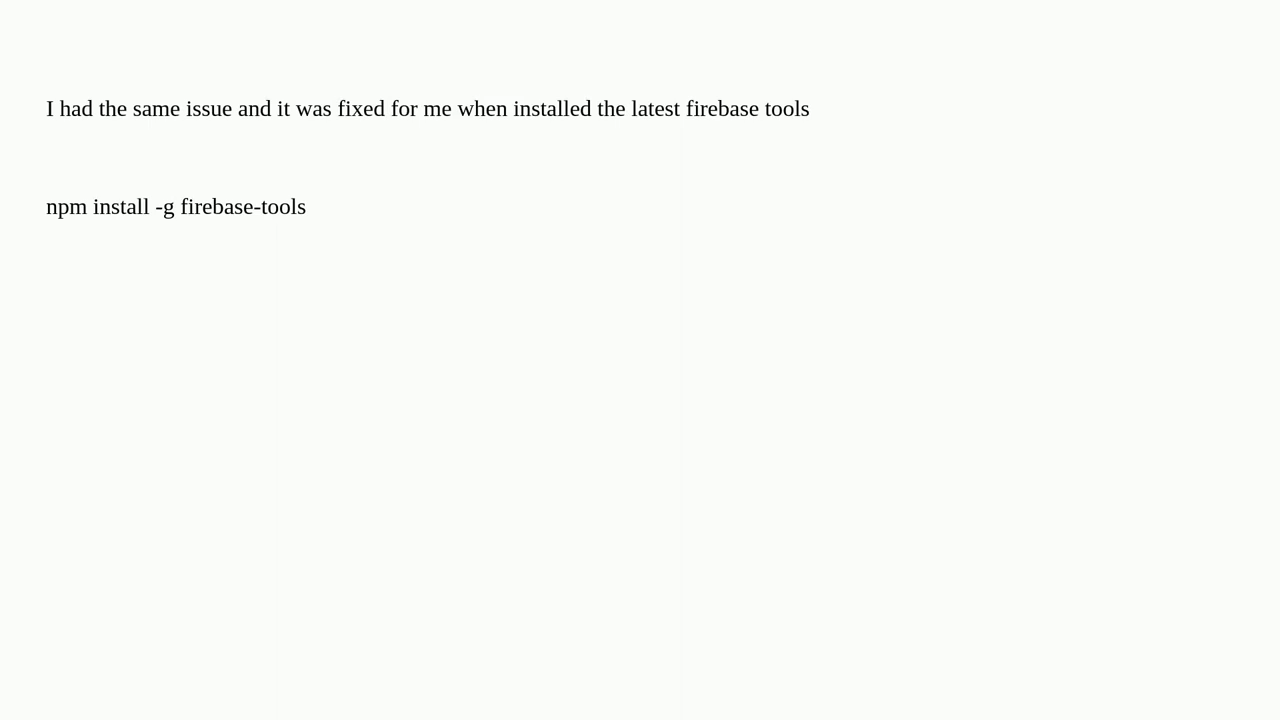 I had the same issue and it was fixed for me when installed the latest firebase tools
npm install -g firebase-tools